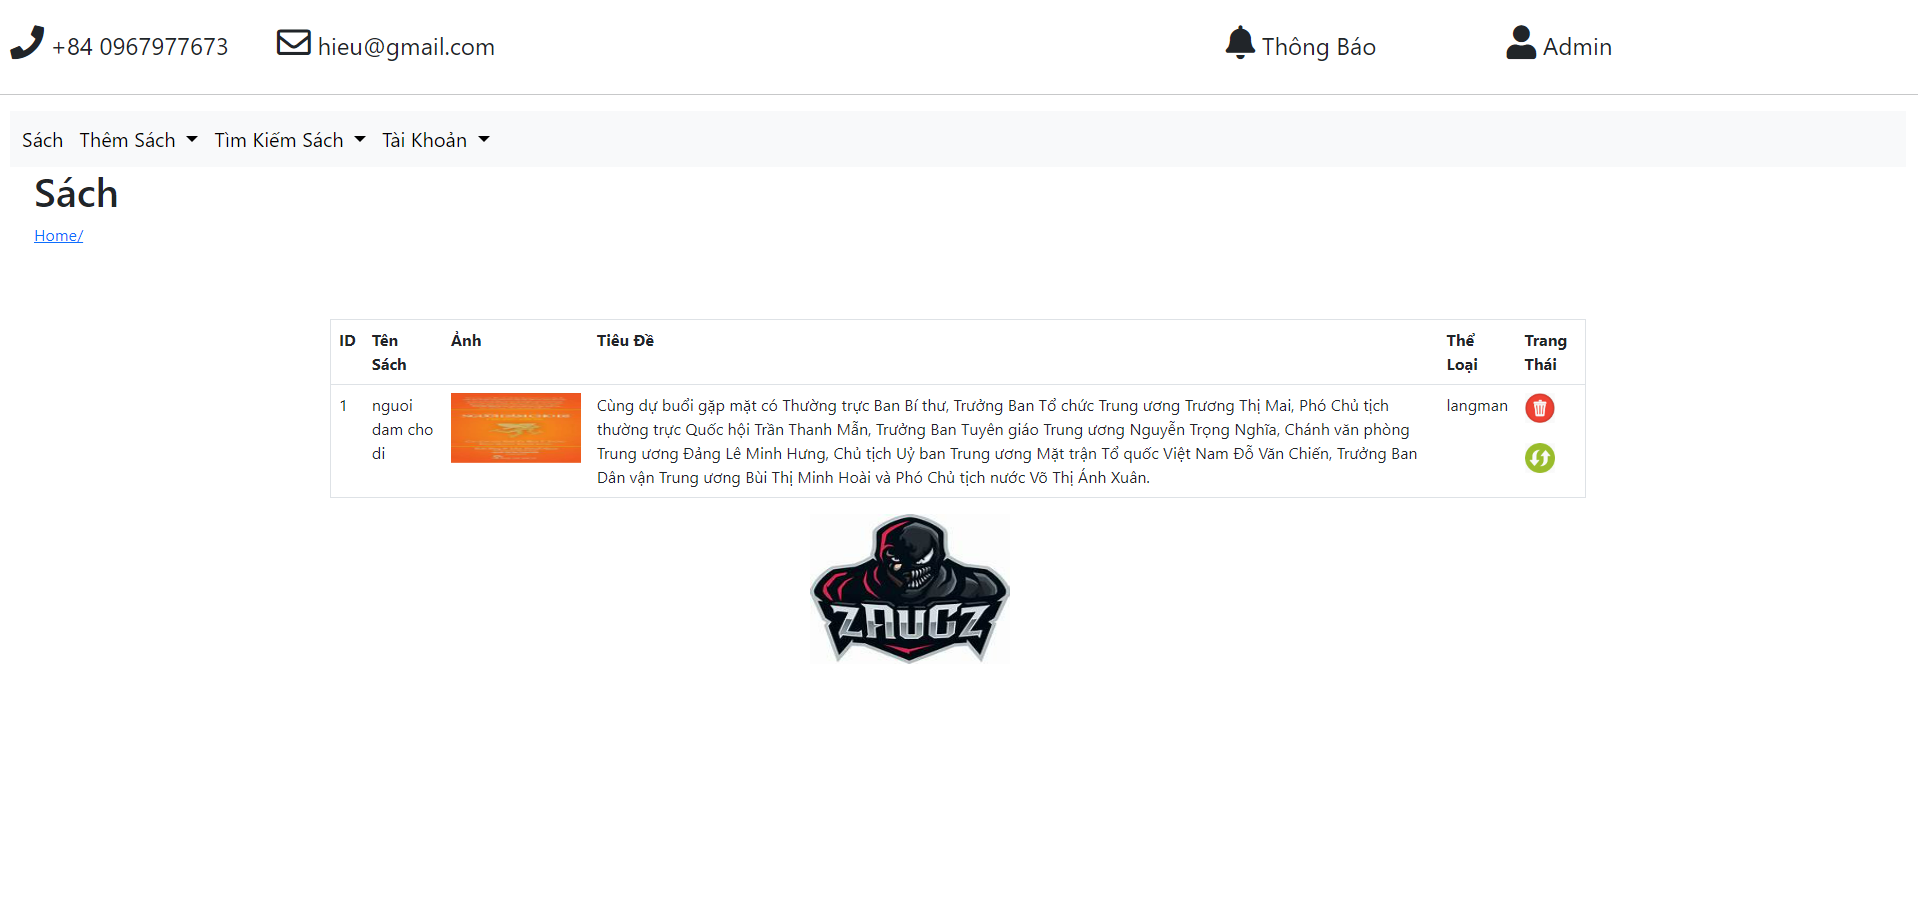 +84 0967977673 hieu@gmail.com Thông Báo Admin
Sách Thêm Sách Tìm Kiếm Sách Tài Khoản
Sách
Home/
ID Tên Sách Ảnh Tiêu Đề Thể Loại Trang Thái
1 nguoi dam cho di
Cùng dự buổi gặp mặt có Thường trực Ban Bí thư, Trưởng Ban Tổ chức Trung ương Trương Thị Mai, Phó Chủ tịch
thường trực Quốc hội Trần Thanh Mẫn, Trưởng Ban Tuyên giáo Trung ương Nguyễn Trọng Nghĩa, Chánh văn phòng
Trung ương Đảng Lê Minh Hưng, Chủ tịch Uỷ ban Trung ương Mặt trận Tổ quốc Việt Nam Đỗ Văn Chiến, Trưởng Ban
Dân vận Trung ương Bùi Thị Minh Hoài và Phó Chủ tịch nước Võ Thị Ánh Xuân.
langman
ZAUCZ